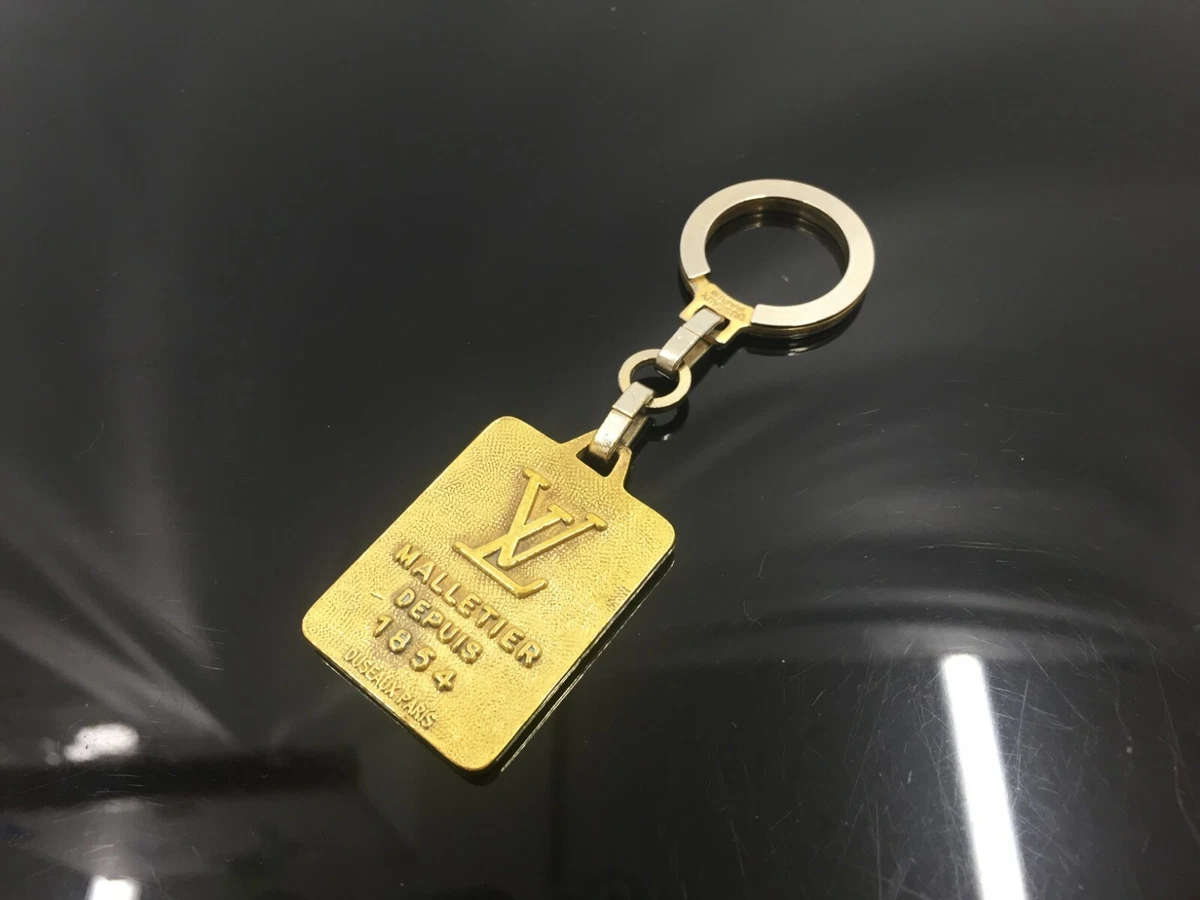 LV
MALLETIER
DEPUIS
1854
DUSEAUX PARIS